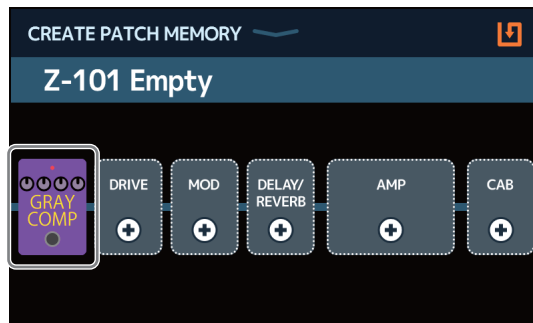 CREATE PATCH MEMORY
Z-101 Empty
GRAY
COMP
DRIVE
MOD
DELAY/
REVERB
AMP
CAB